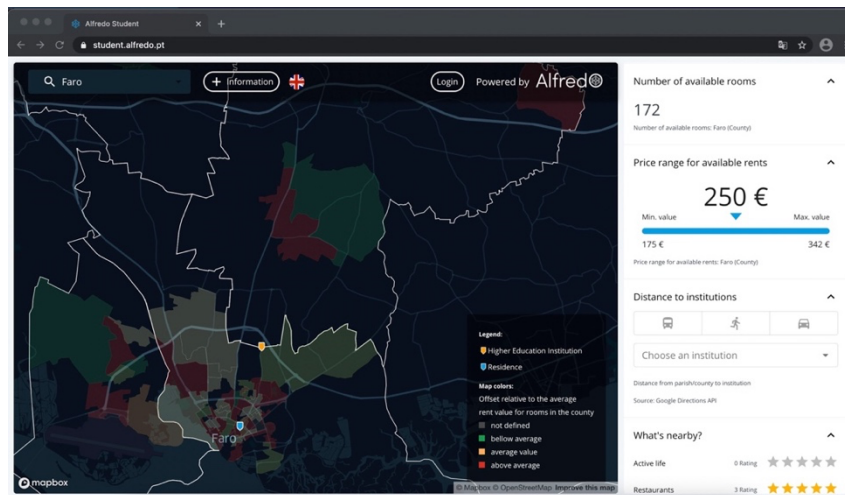 Alfredo Student
student.alfredo.pt
Faro
+ Information
Login
Powered by Alfredo
Faro
Legend:
Higher Education Institution
Residence
Map colors:
Offset relative to the average
rent value for rooms in the county
not defined
bellow average
average value
above average
mapbox
© Mapbox © OpenStreetMap Improve this map
Number of available rooms
172
Number of available rooms: Faro (County)
Price range for available rents
250 €
Min. value Max. value
175 € 342 €
Price range for available rents: Faro (County)
Distance to institutions
Choose an institution
Distance from parish/county to institution
Source: Google Directions API
What's nearby?
Active life 0 Rating
Restaurants 3 Rating